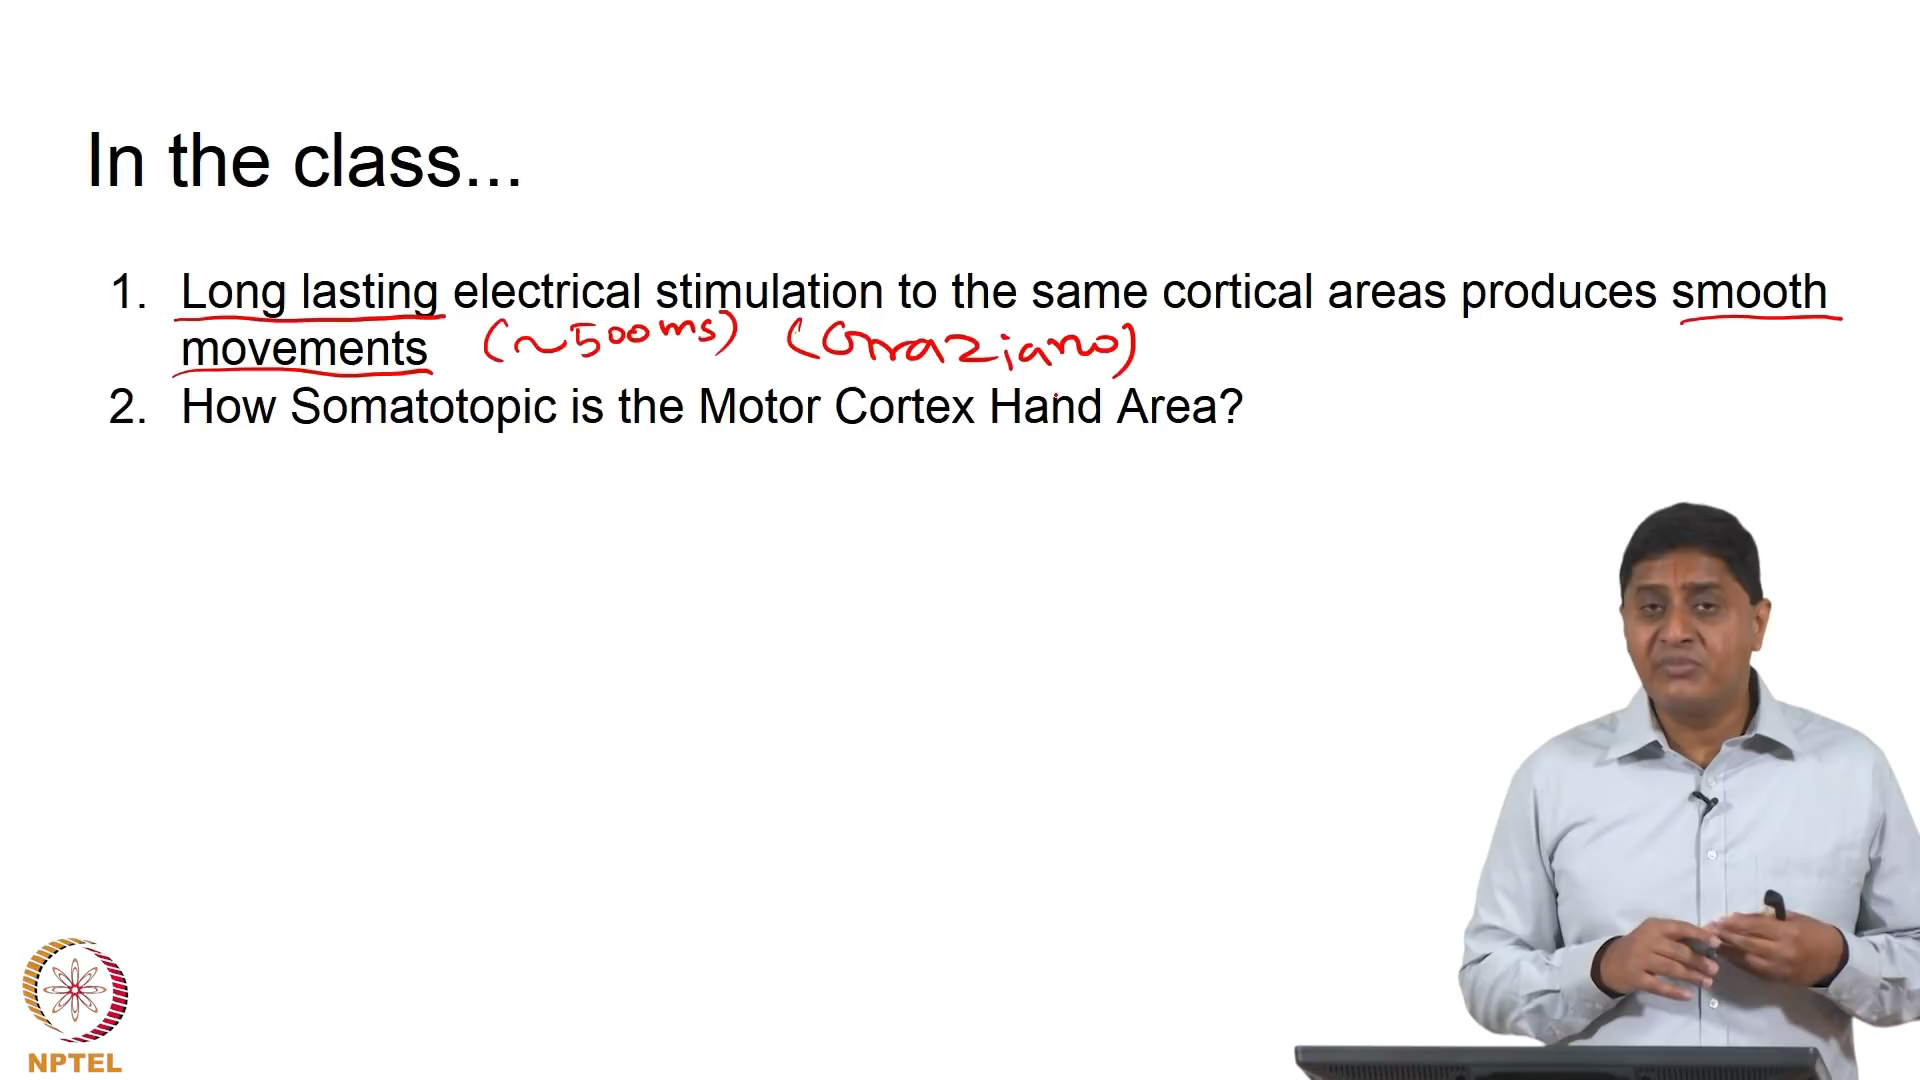 In the class...
1. Long lasting electrical stimulation to the same cortical areas produces smooth
movements (~500ms) (Graziano)
2. How Somatotopic is the Motor Cortex Hand Area?
NPTEL